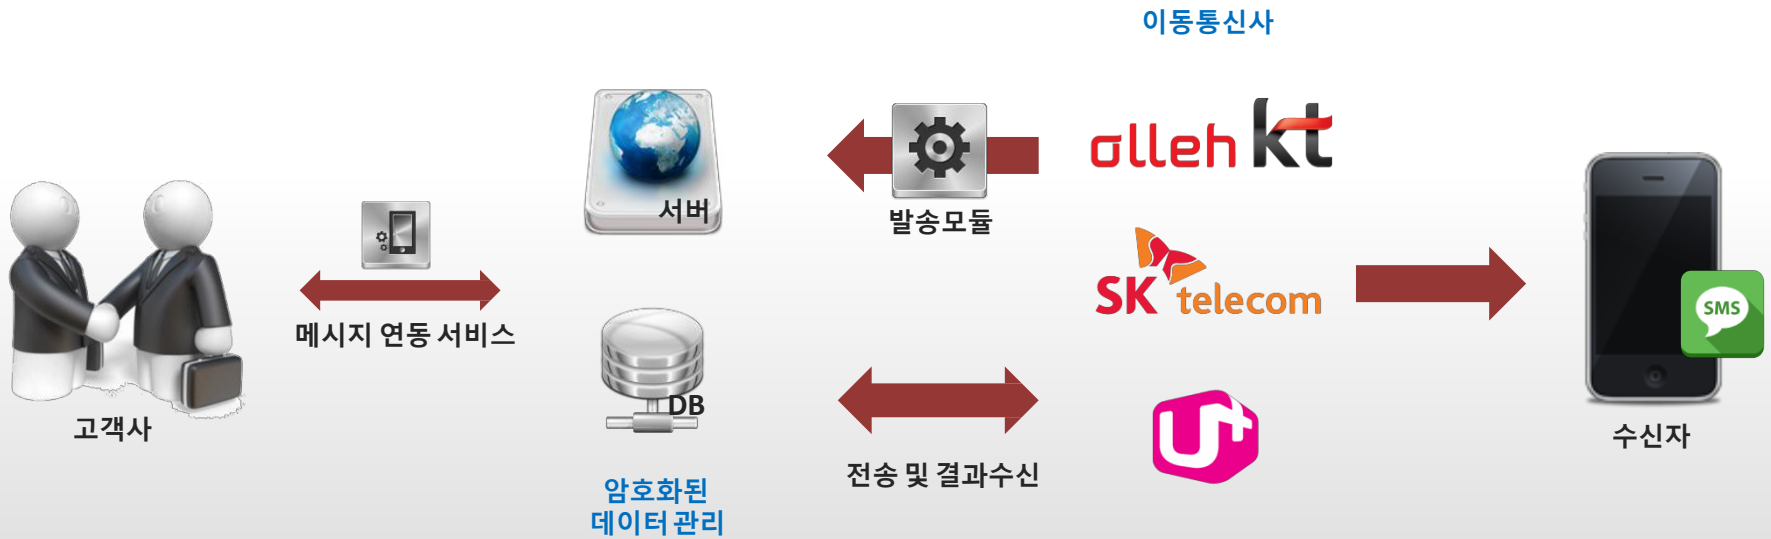 이동통신사
olleh kt
서버
발송모듈
SK telecom
SMS
메시지 연동 서비스
DB
U+
고객사
수신자
전송 및 결과수신
암호화된
데이터 관리